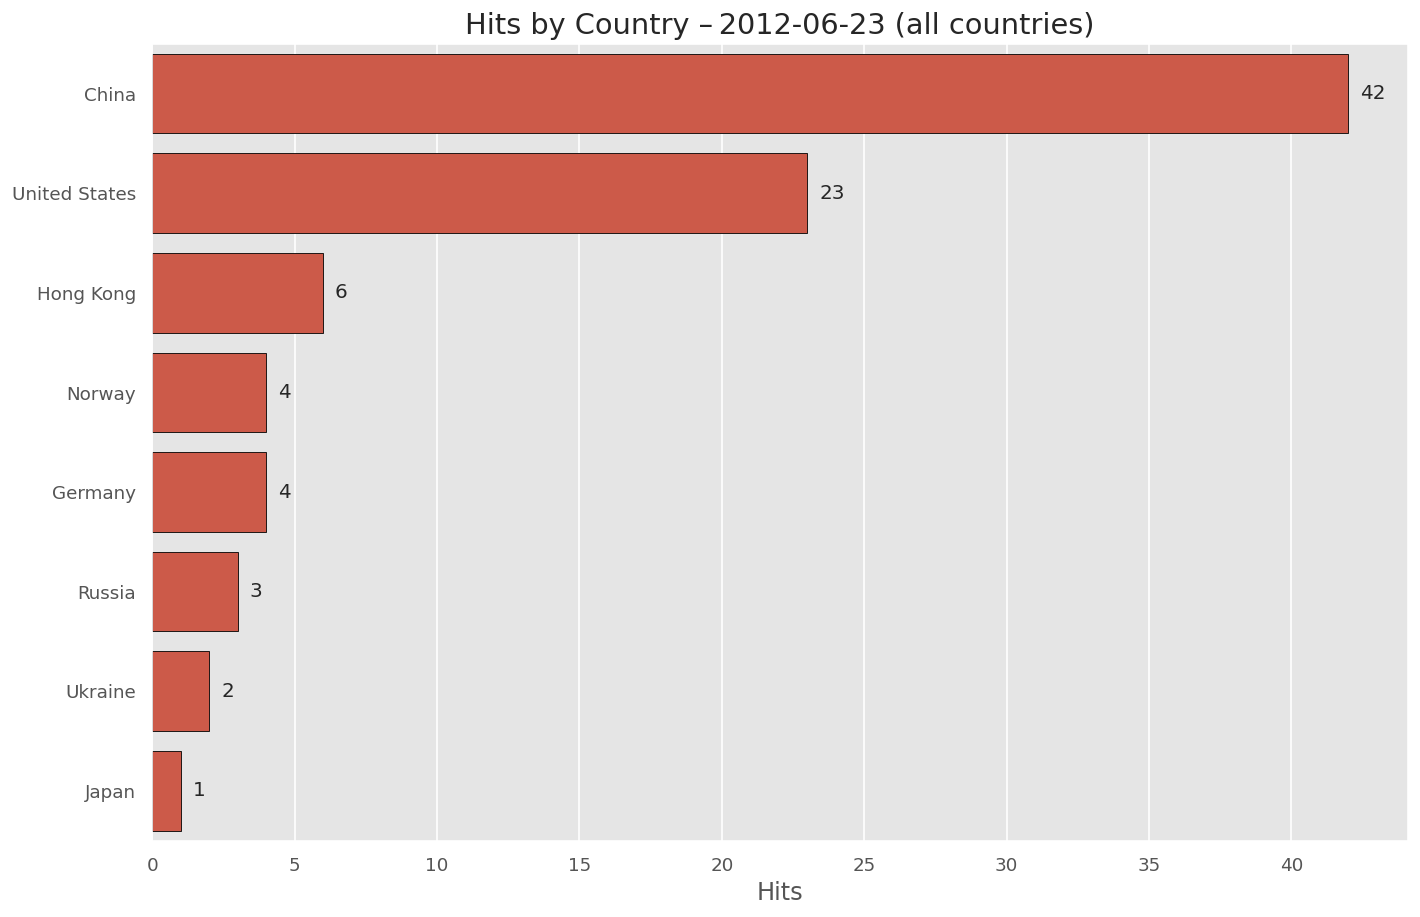 Hits by Country – 2012-06-23 (all countries)
China 42
United States 23
Hong Kong 6
Norway 4
Germany 4
Russia 3
Ukraine 2
Japan 1
0 5 10 15 20 25 30 35 40
Hits